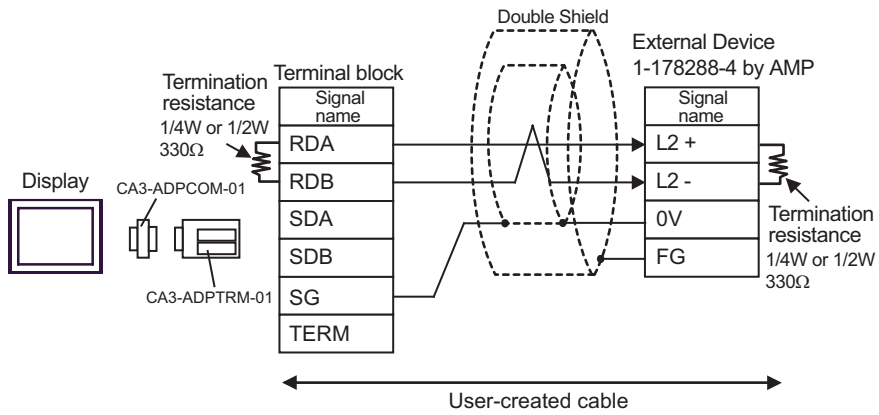 Double Shield
External Device
1-178288-4 by AMP
Termination
resistance
1/4W or 1/2W
330Ω
Terminal block
Signal
name
RDA
RDB
SDA
SDB
SG
TERM
Signal
name
L2 +
L2 -
0V
FG
Display
CA3-ADPCOM-01
CA3-ADPTRM-01
Termination
resistance
1/4W or 1/2W
330Ω
User-created cable